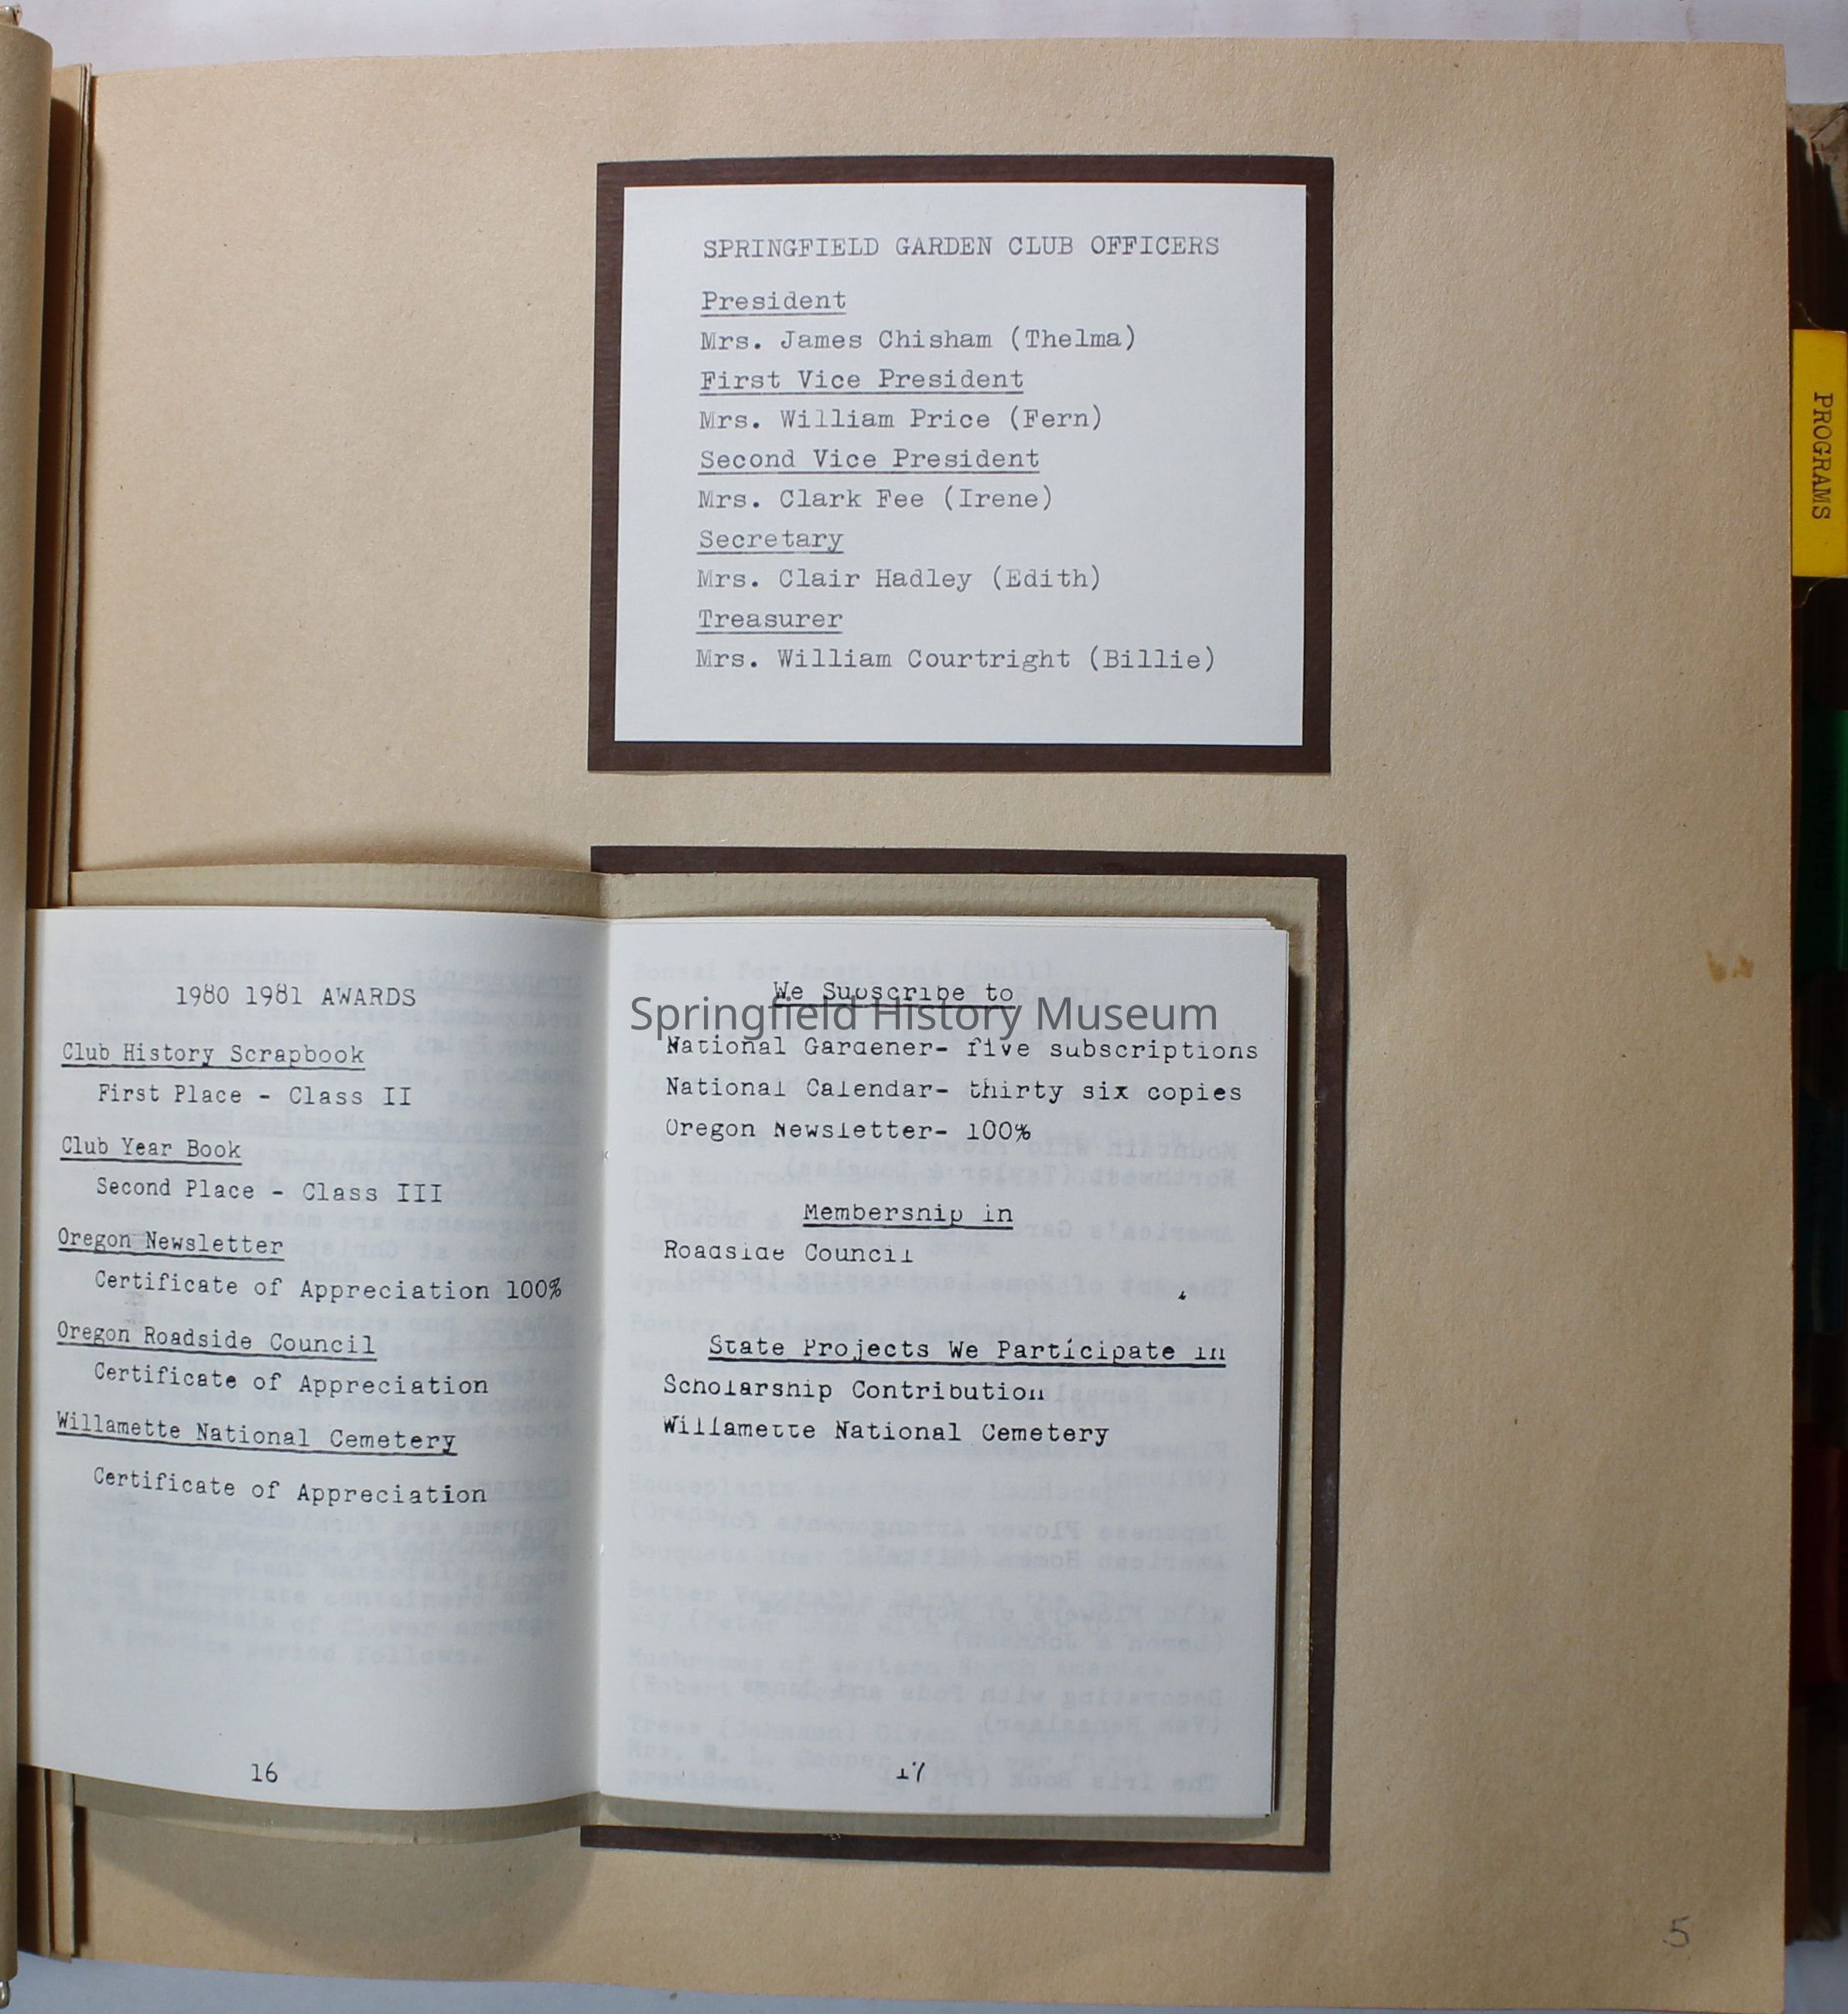 SPRINGFIELD GARDEN CLUB OFFICERS
President
Mrs. James Chisham (Thelma)
First Vice President
Mrs. William Price (Fern)
Second Vice President
Mrs. Clark Fee (Irene)
Secretary
Mrs. Clair Hadley (Edith)
Treasurer
Mrs. William Courtright (Billie)
PROGRAMS
1980 1981 AWARDS
Club History Scrapbook
First Place - Class II
Club Year Book
Second Place - Class III
Oregon Newsletter
Certificate of Appreciation 100%
Oregon Roadside Council
Certificate of Appreciation
Willamette National Cemetery
Certificate of Appreciation
16
We Subscribe to
Springfield History Museum
National Gardener- five subscriptions
National Calendar- thirty six copies
Oregon Newsletter- 100%
Membership in
Roadside Council
State Projects We Participate in
Scholarship Contribution
Willamette National Cemetery
17
5